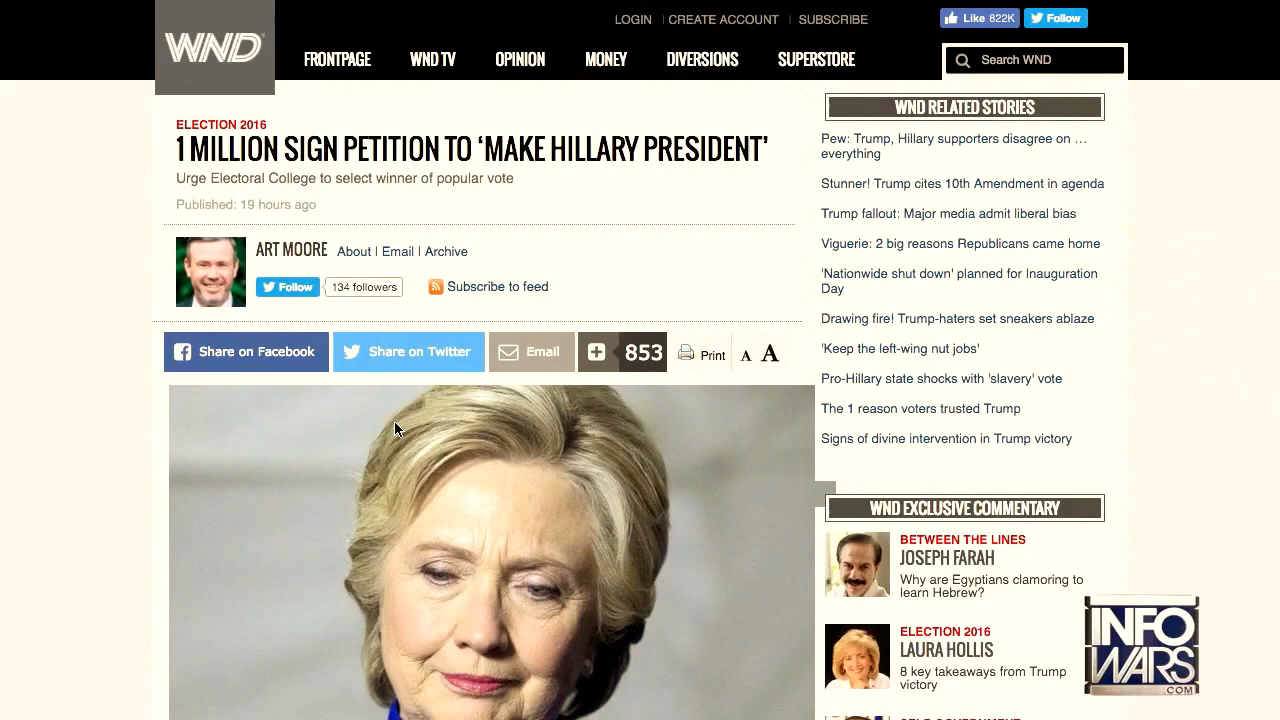 LOGIN | CREATE ACCOUNT | SUBSCRIBE
Like 822K
Follow
WND
FRONTPAGE WND TV OPINION MONEY DIVERSIONS SUPERSTORE
Search WND
ELECTION 2016
1 MILLION SIGN PETITION TO ‘MAKE HILLARY PRESIDENT’
Urge Electoral College to select winner of popular vote
Published: 19 hours ago
ART MOORE About | Email | Archive
Follow 134 followers Subscribe to feed
Share on Facebook Share on Twitter Email 853 Print A A
WND RELATED STORIES
Pew: Trump, Hillary supporters disagree on …
everything
Stunner! Trump cites 10th Amendment in agenda
Trump fallout: Major media admit liberal bias
Viguerie: 2 big reasons Republicans came home
'Nationwide shut down' planned for Inauguration
Day
Drawing fire! Trump-haters set sneakers ablaze
'Keep the left-wing nut jobs'
Pro-Hillary state shocks with 'slavery' vote
The 1 reason voters trusted Trump
Signs of divine intervention in Trump victory
WND EXCLUSIVE COMMENTARY
BETWEEN THE LINES
JOSEPH FARAH
Why are Egyptians clamoring to
learn Hebrew?
ELECTION 2016
LAURA HOLLIS
8 key takeaways from Trump
victory
INFO
WARS
.COM